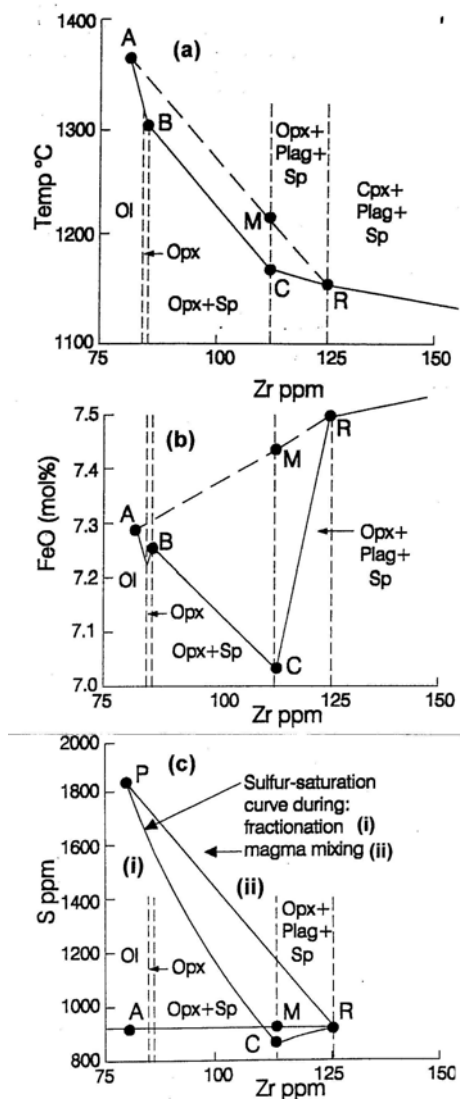 1400
A
(a)
Opx+
Plag+
Sp
1300
B
Cpx+
Plag+
Sp
Temp °C
Ol
M
1200
Opx
C
R
Opx+Sp
1100
75
100
125
150
Zr ppm
7.5
(b)
R
M
7.4
FeO (mol%)
7.3
A
B
7.2
Ol
Opx+
Plag+
Sp
Opx
7.1
Opx+Sp
C
7.0
75
100
125
150
Zr ppm
2000
(c)
P
Sulfur-saturation
curve during:
fractionation (i)
magma mixing (ii)
1800
1600
S ppm
(i)
(ii)
1400
Opx+
Plag+
Sp
1200
Ol
Opx
1000
A
Opx+Sp
M
R
C
800
75
100
125
150
Zr ppm